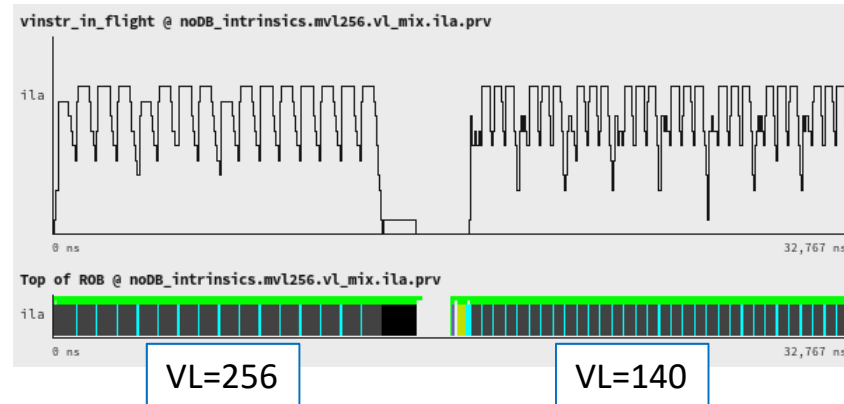 vinstr_in_flight @ noDB_intrinsics.mvl256.vl_mix.ila.prv
ila
0 ns 32,767 ns
Top of ROB @ noDB_intrinsics.mvl256.vl_mix.ila.prv
ila
0 ns 32,767 ns
VL=256 VL=140